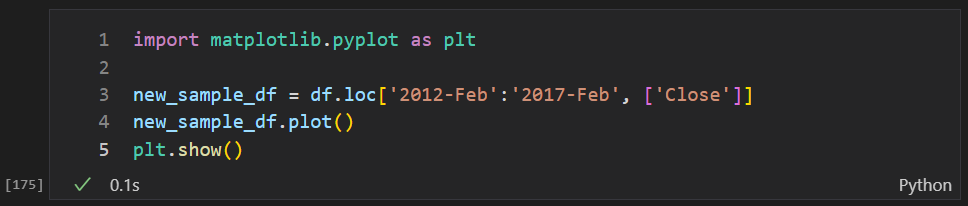 1 import matplotlib.pyplot as plt
2
3 new_sample_df = df.loc['2012-Feb':'2017-Feb', ['Close']]
4 new_sample_df.plot()
5 plt.show()
[175] ✓ 0.1s Python